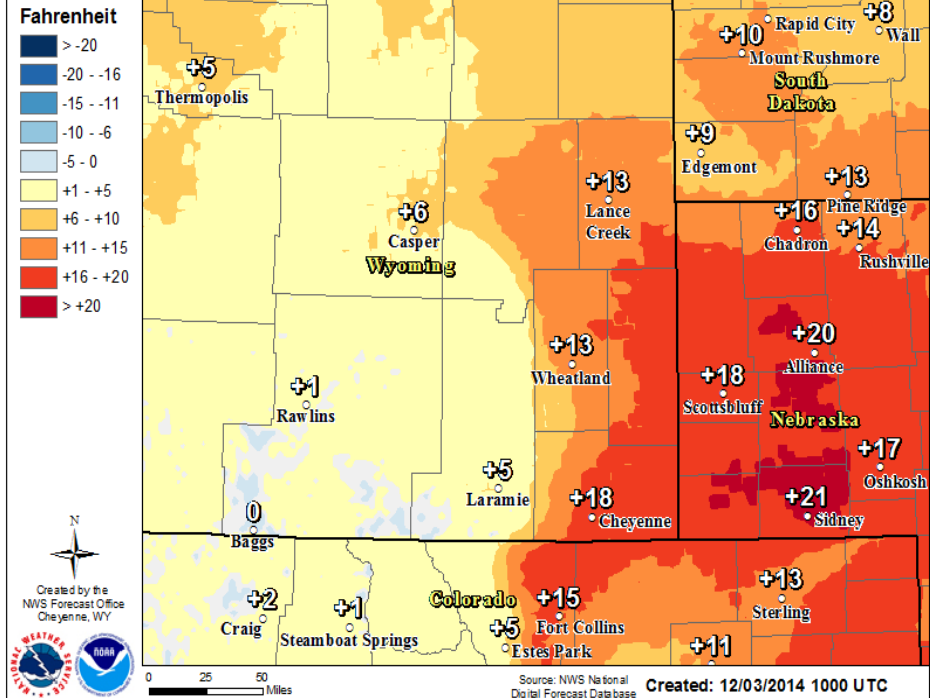 Fahrenheit
> -20
-20 - -16
-15 - -11
-10 - -6
-5 - 0
+1 - +5
+6 - +10
+11 - +15
+16 - +20
> +20
+5
Thermopolis
Rapid City
+8
Wall
+10
Mount Rushmore
South
Dakota
+9
Edgemont
+13
Pine Ridge
+13
Lance
Creek
+6
Casper
Wyoming
+16
Chadron
+14
Rushville
+20
Alliance
+13
Wheatland
+18
Scottsbluff
Nebraska
+1
Rawlins
+17
Oshkosh
+5
Laramie
+18
Cheyenne
+21
Sidney
0
Baggs
+2
Craig
+1
Steamboat Springs
Colorado
+15
Fort Collins
+5
Estes Park
+13
Sterling
+11
N
Created by the
NWS Forecast Office
Cheyenne, WY
NATIONAL WEATHER SERVICE
NOAA
0 25 50
Miles
Source: NWS National
Digital Forecast Database
Created: 12/03/2014 1000 UTC